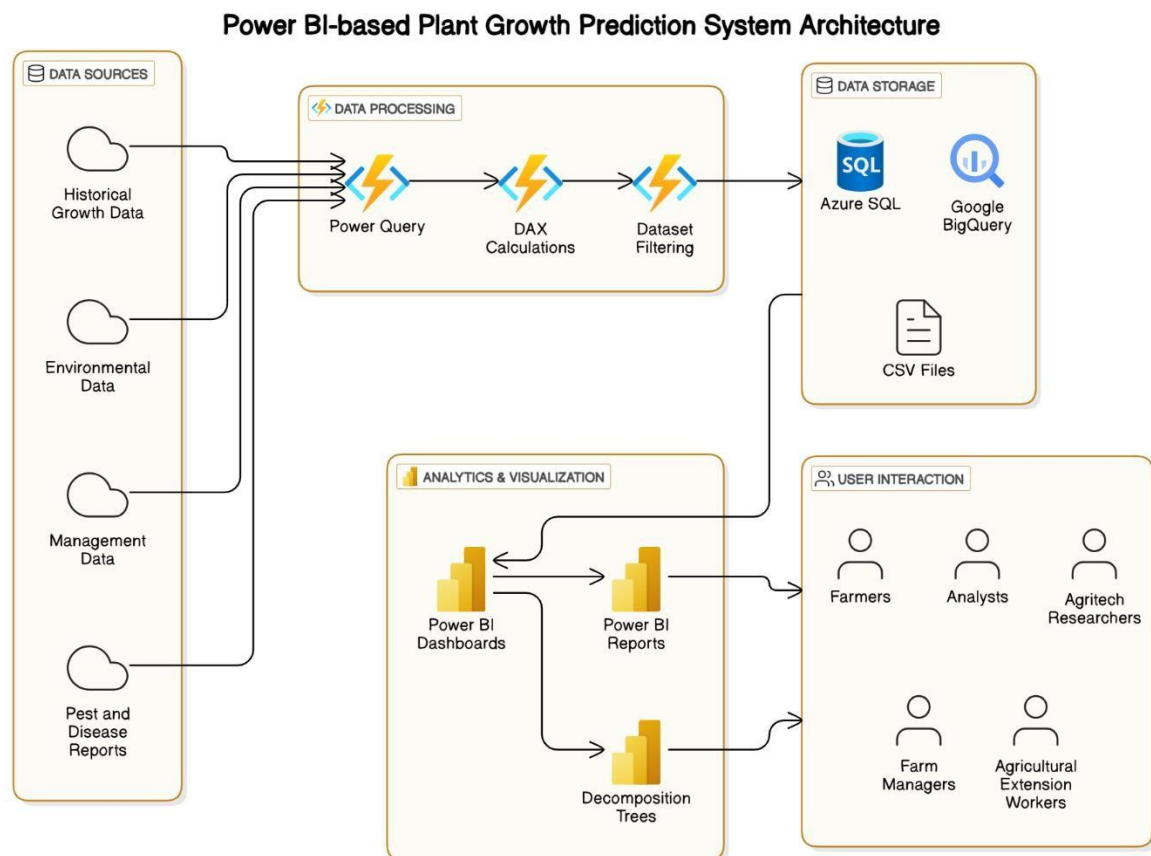 Power BI-based Plant Growth Prediction System Architecture
DATA SOURCES
Historical
Growth Data
Environmental
Data
Management
Data
Pest and
Disease
Reports
DATA PROCESSING
Power Query
DAX
Calculations
Dataset
Filtering
DATA STORAGE
SQL
Azure SQL
Google
BigQuery
CSV Files
ANALYTICS & VISUALIZATION
Power BI
Dashboards
Power BI
Reports
Decomposition
Trees
USER INTERACTION
Farmers
Analysts
Agritech
Researchers
Farm
Managers
Agricultural
Extension
Workers